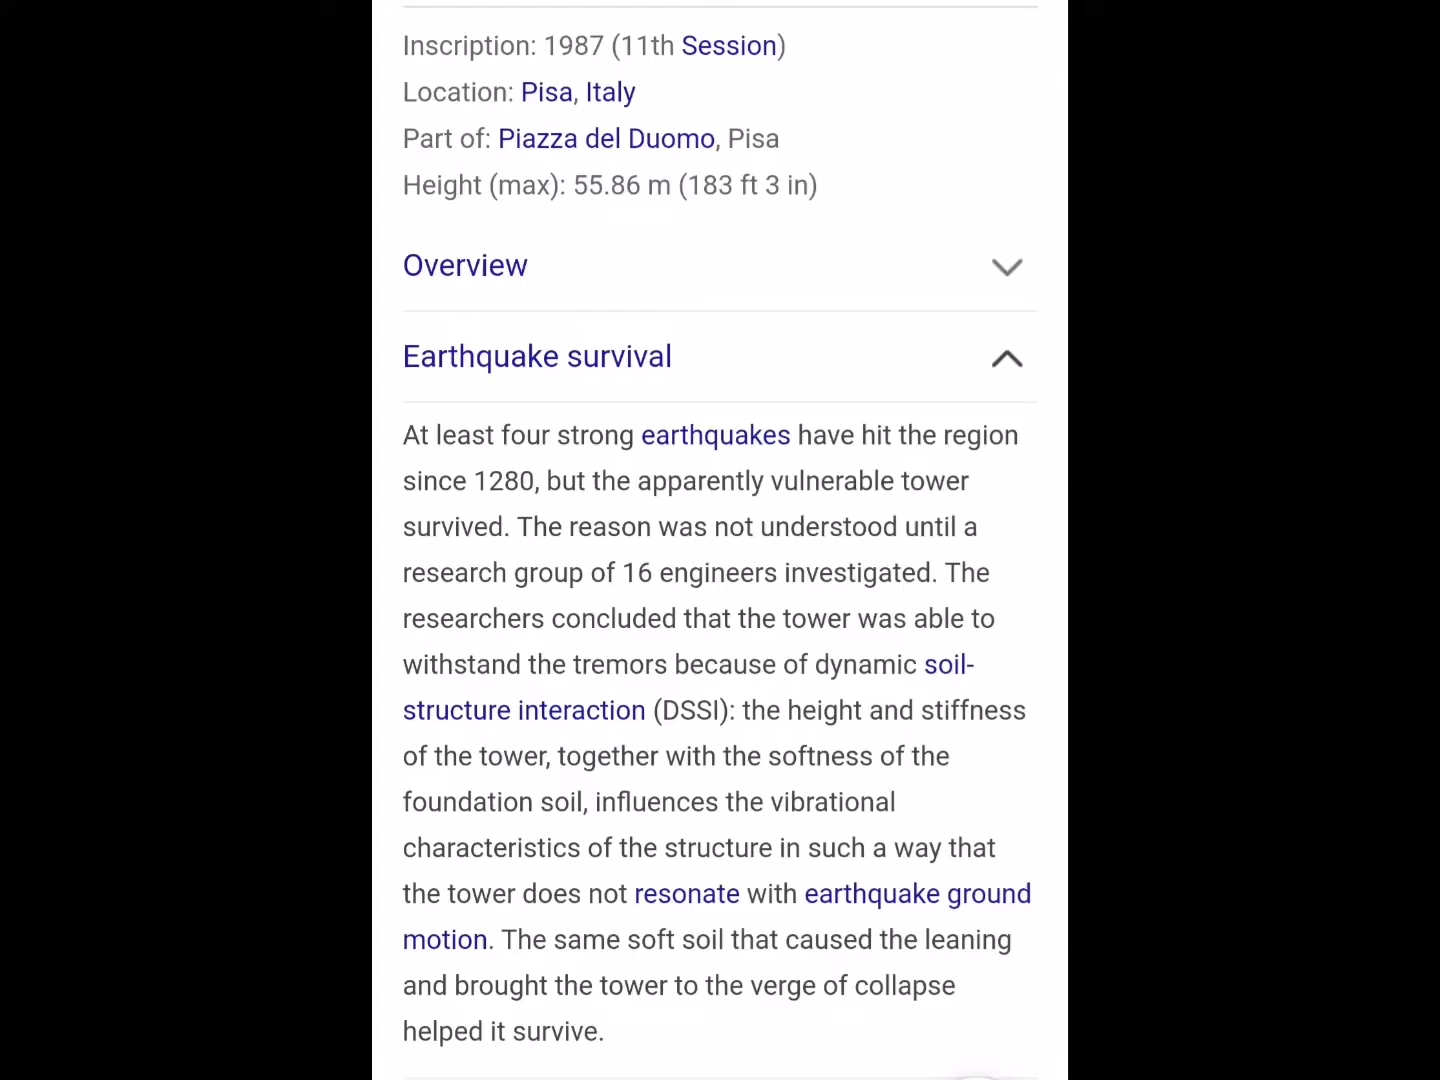 Inscription: 1987 (11th Session)
Location: Pisa, Italy
Part of: Piazza del Duomo, Pisa
Height (max): 55.86 m (183 ft 3 in)
Overview
Earthquake survival
At least four strong earthquakes have hit the region
since 1280, but the apparently vulnerable tower
survived. The reason was not understood until a
research group of 16 engineers investigated. The
researchers concluded that the tower was able to
withstand the tremors because of dynamic soil-
structure interaction (DSSI): the height and stiffness
of the tower, together with the softness of the
foundation soil, influences the vibrational
characteristics of the structure in such a way that
the tower does not resonate with earthquake ground
motion. The same soft soil that caused the leaning
and brought the tower to the verge of collapse
helped it survive.